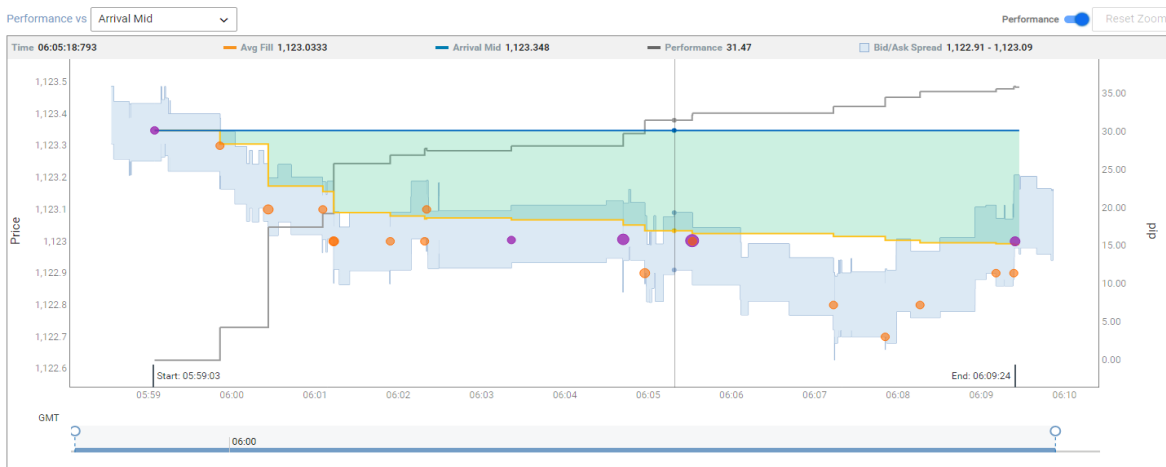 Performance vs Arrival Mid Performance Reset Zoom
Time 06:05:18:793 Avg Fill 1,123.0333 Arrival Mid 1,123.348 Performance 31.47 Bid/Ask Spread 1,122.91 - 1,123.09
1,123.5
35.00
1,123.4
30.00
1,123.3
25.00
1,123.2
20.00
1,123.1
Price
pip
1,123
15.00
1,122.9
10.00
1,122.8
5.00
1,122.7
0.00
1,122.6
Start: 05:59:03
End: 06:09:24
05:59 06:00 06:01 06:02 06:03 06:04 06:05 06:06 06:07 06:08 06:09 06:10
GMT
06:00